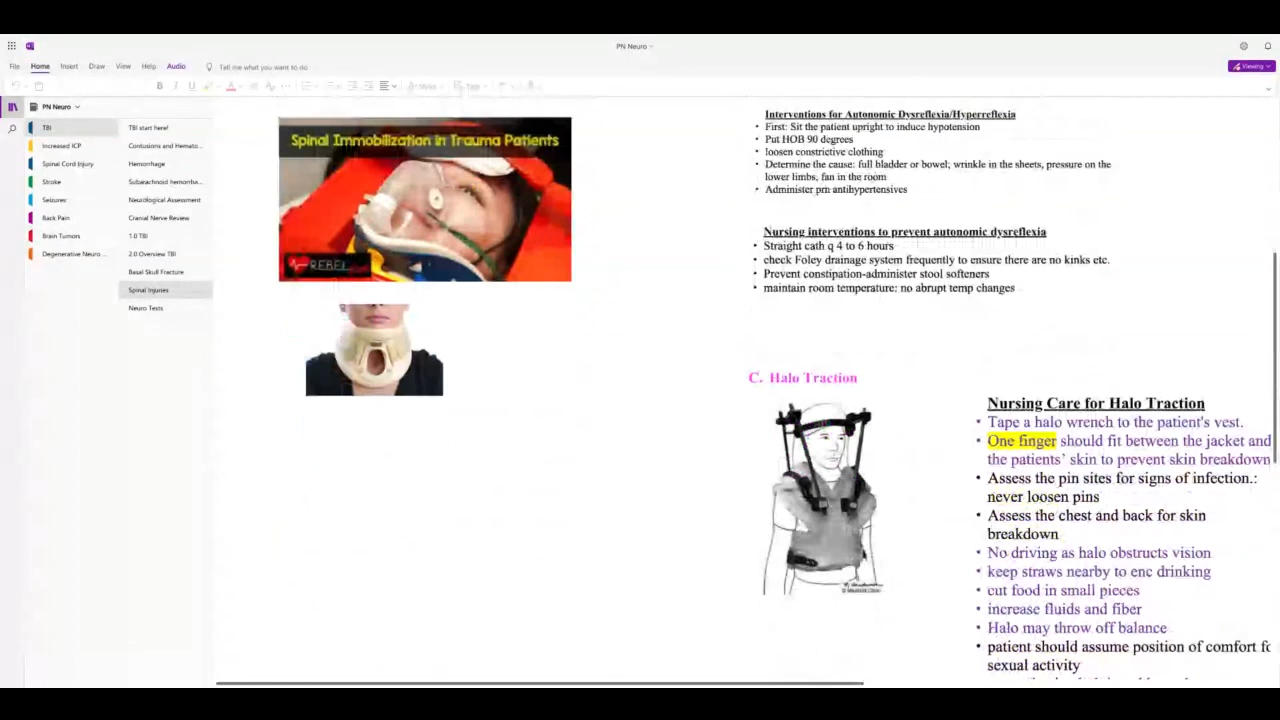 PN Neuro
File Home Insert Draw View Help Audio Tell me what you want to do
Viewing
B I U A Styles Tag
PN Neuro
TBI
Increased ICP
Spinal Cord Injury
Stroke
Seizures
Back Pain
Brain Tumors
Degenerative Neuro ...
TBI start here!
Contusions and Hemato...
Hemorrhage
Subarachnoid hemorrha...
Neurological Assessment
Cranial Nerve Review
1.0 TBI
2.0 Overview TBI
Basal Skull Fracture
Spinal Injuries
Neuro Tests
Spinal Immobilization in Trauma Patients
REBEL
Interventions for Autonomic Dysreflexia/Hyperreflexia
• First: Sit the patient upright to induce hypotension
• Put HOB 90 degrees
• loosen constrictive clothing
• Determine the cause: full bladder or bowel; wrinkle in the sheets, pressure on the
lower limbs, fan in the room
• Administer prn antihypertensives
Nursing interventions to prevent autonomic dysreflexia
• Straight cath q 4 to 6 hours
• check Foley drainage system frequently to ensure there are no kinks etc.
• Prevent constipation-administer stool softeners
• maintain room temperature: no abrupt temp changes
C. Halo Traction
Nursing Care for Halo Traction
• Tape a halo wrench to the patient's vest.
• One finger should fit between the jacket and
the patients' skin to prevent skin breakdown
• Assess the pin sites for signs of infection.:
never loosen pins
• Assess the chest and back for skin
breakdown
• No driving as halo obstructs vision
• keep straws nearby to enc drinking
• cut food in small pieces
• increase fluids and fiber
• Halo may throw off balance
• patient should assume position of comfort fo
sexual activity